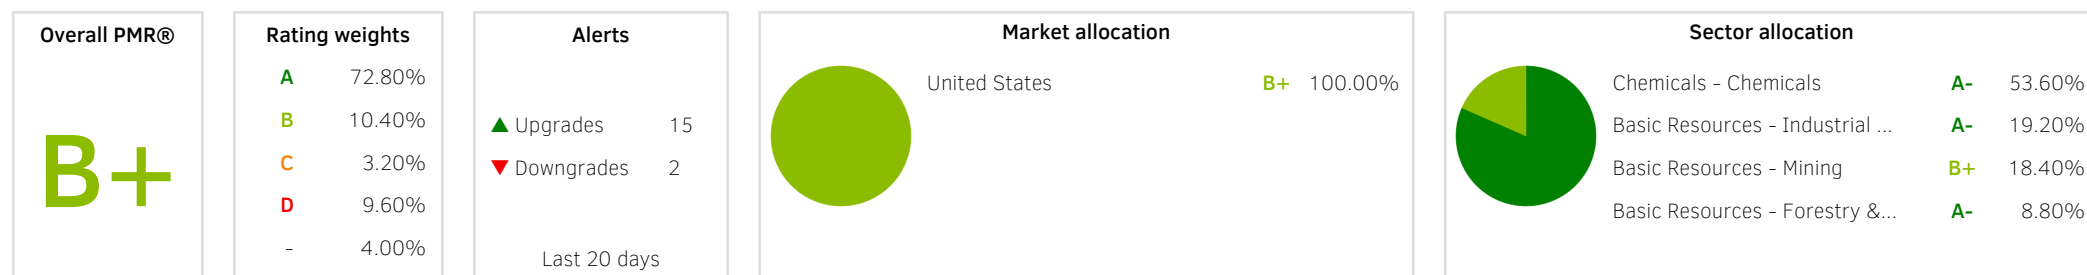 Overall PMR®
B+
Rating weights
A 72.80%
B 10.40%
C 3.20%
D 9.60%
- 4.00%
Alerts
▲ Upgrades 15
▼ Downgrades 2
Last 20 days
Market allocation
United States B+ 100.00%
Sector allocation
Chemicals - Chemicals A- 53.60%
Basic Resources - Industrial ... A- 19.20%
Basic Resources - Mining B+ 18.40%
Basic Resources - Forestry &... A- 8.80%